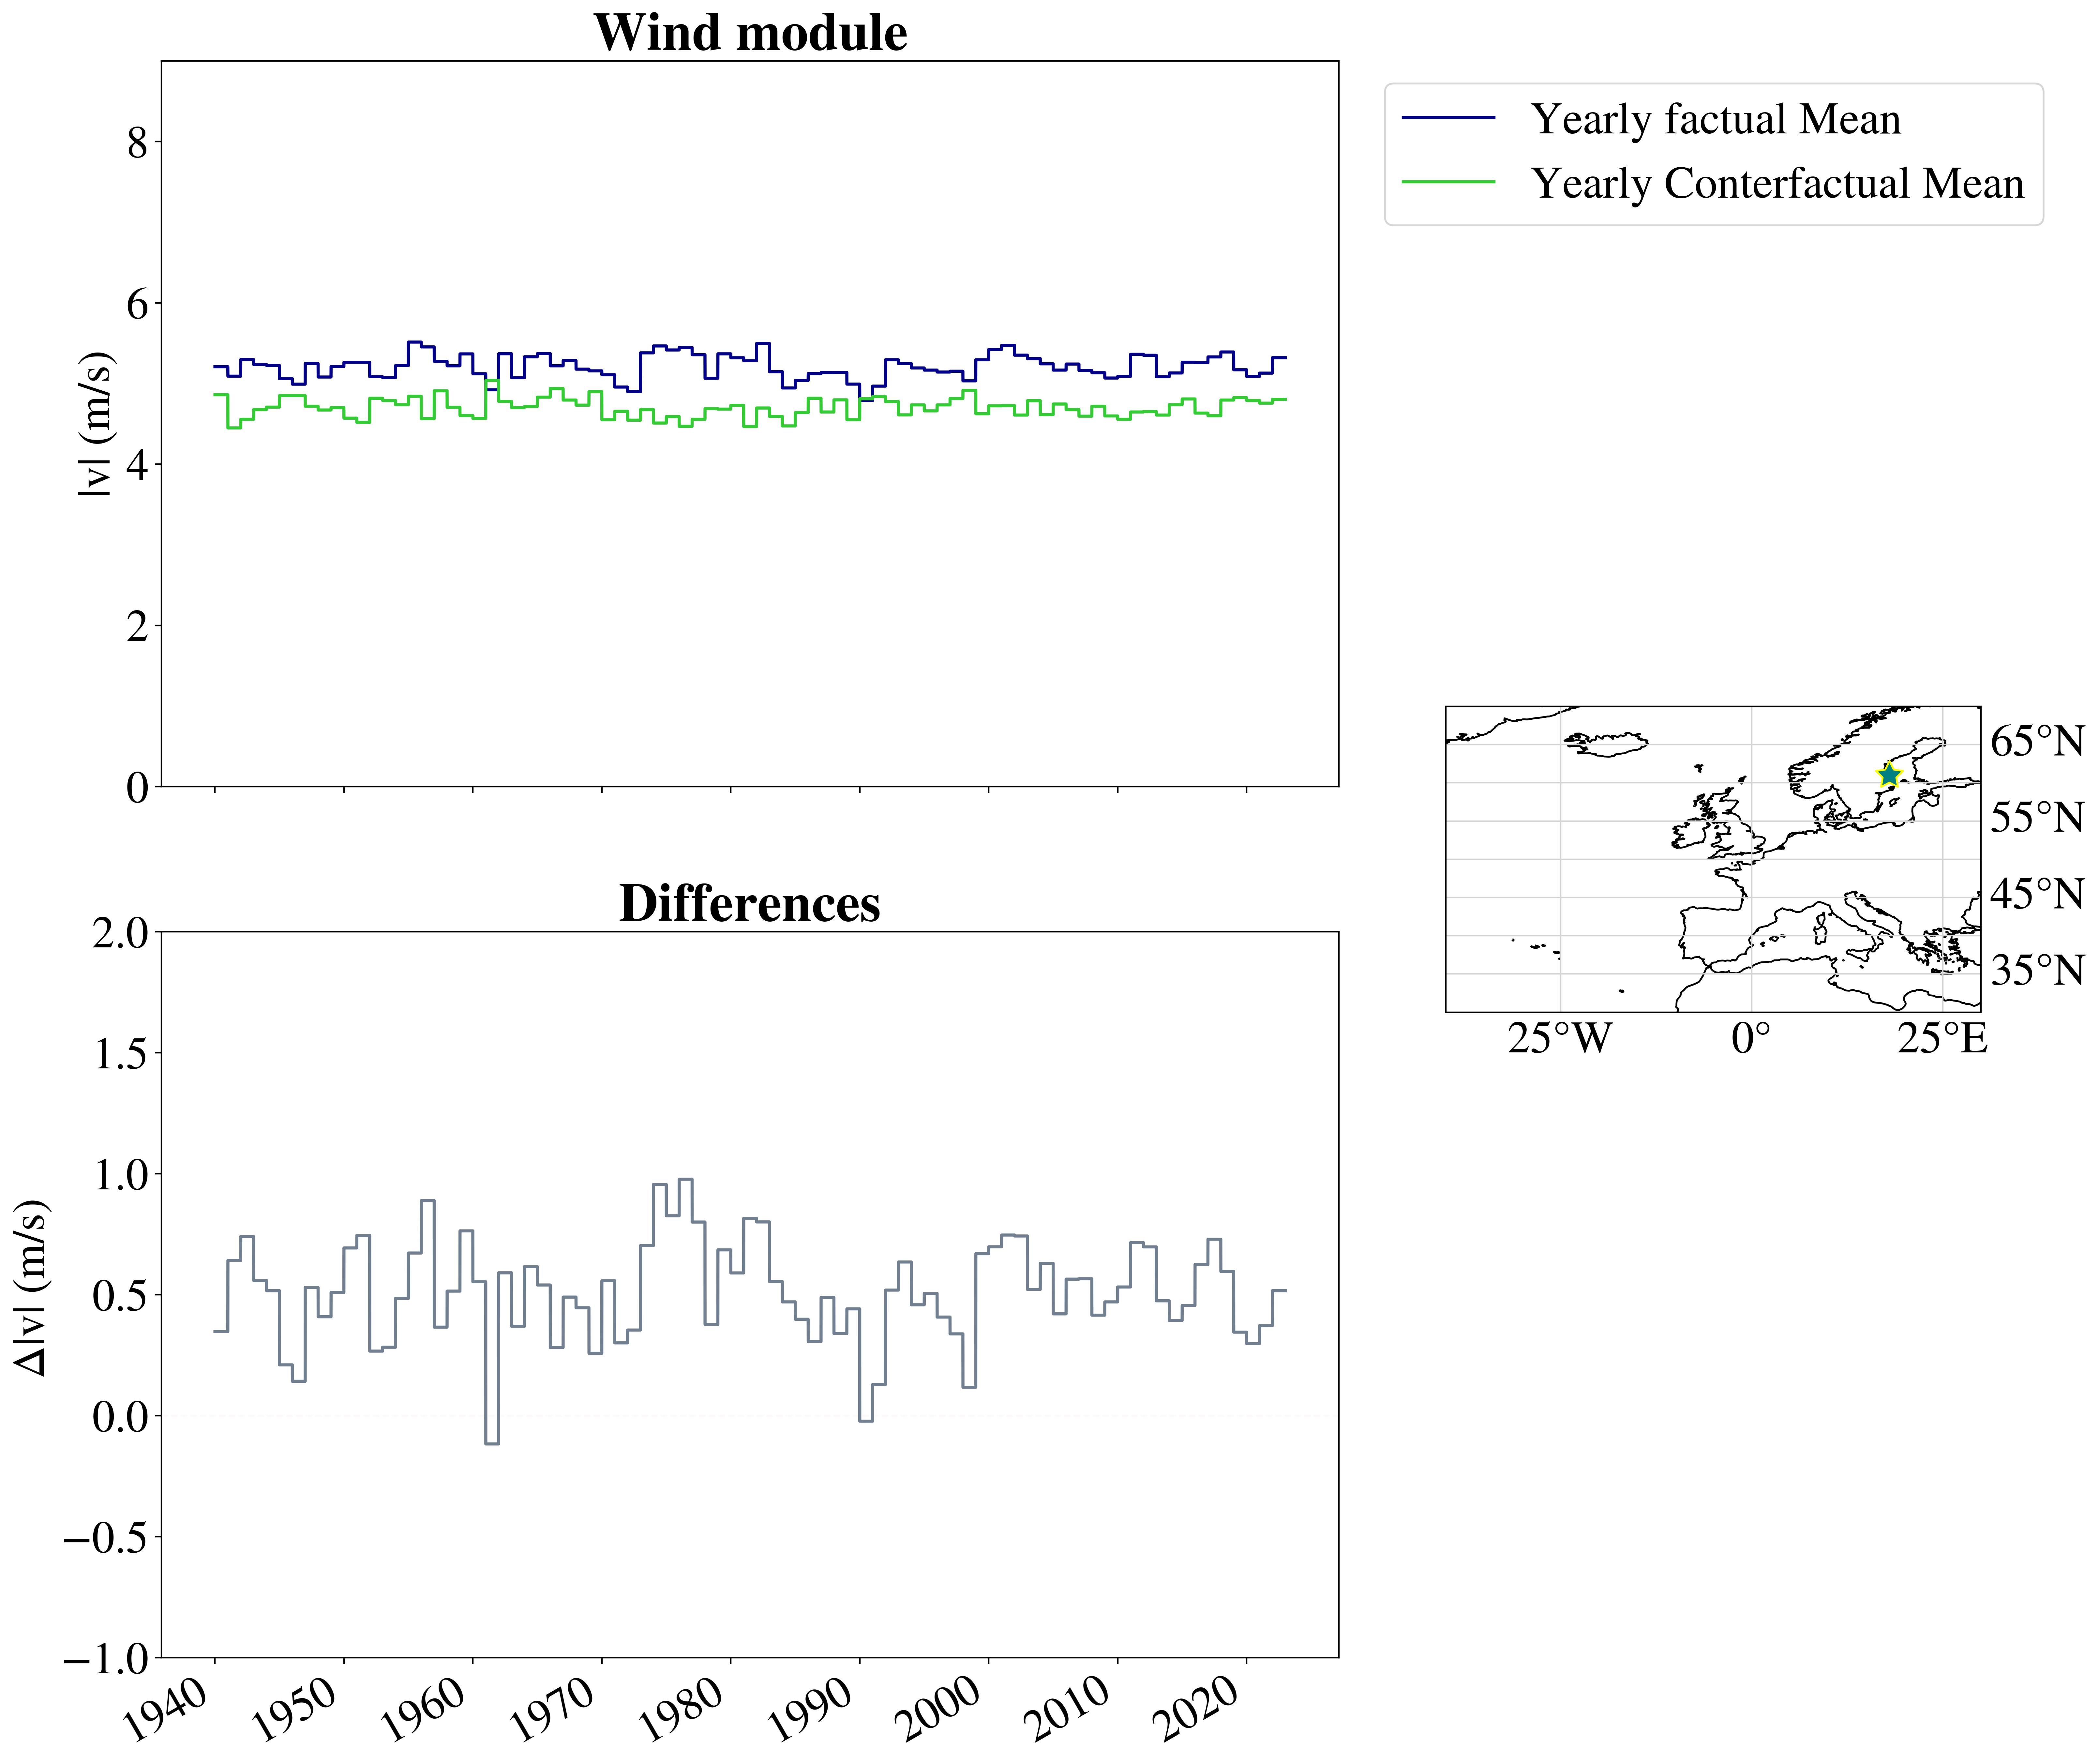 Wind module
Yearly factual Mean
Yearly Conterfactual Mean
|v| (m/s)
8
6
4
2
0
65°N
55°N
45°N
35°N
25°W 0° 25°E
Differences
Δ|v| (m/s)
2.0
1.5
1.0
0.5
0.0
−0.5
−1.0
1940 1950 1960 1970 1980 1990 2000 2010 2020